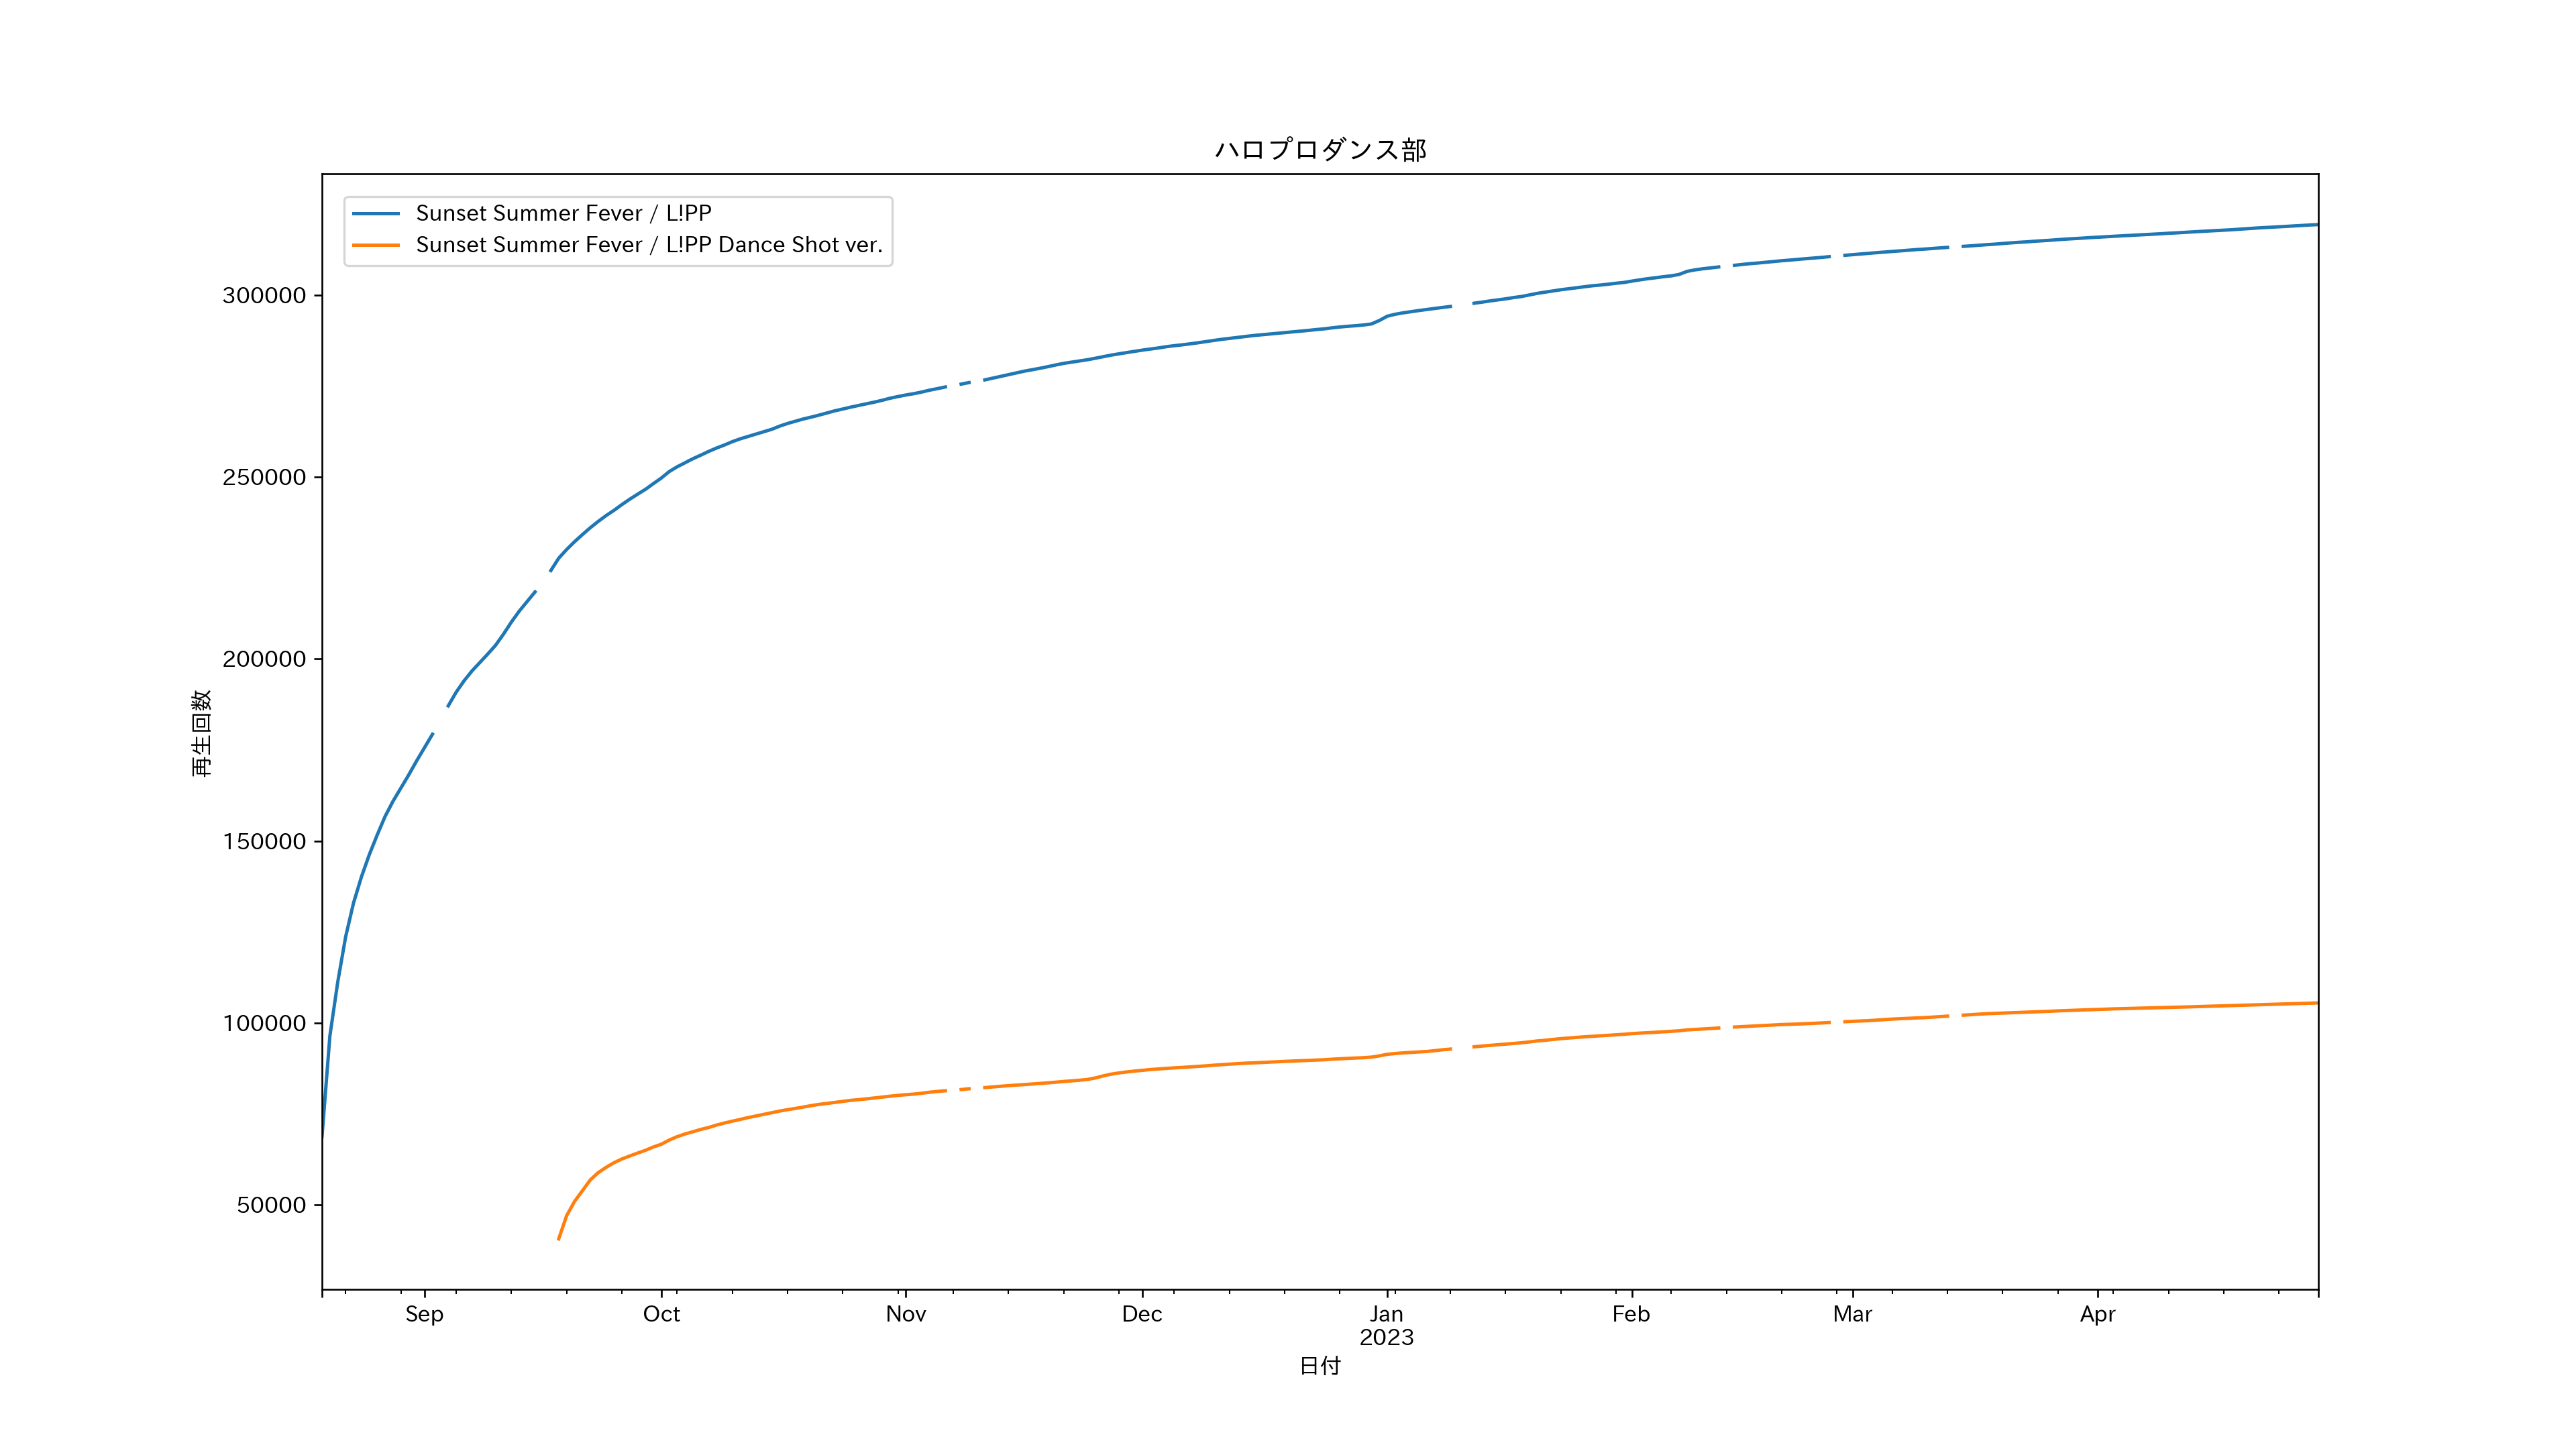 ハロプロダンス部
Sunset Summer Fever / L!PP
Sunset Summer Fever / L!PP Dance Shot ver.
300000
250000
200000
150000
100000
50000
再生回数
Sep Oct Nov Dec Jan Feb Mar Apr
2023
日付